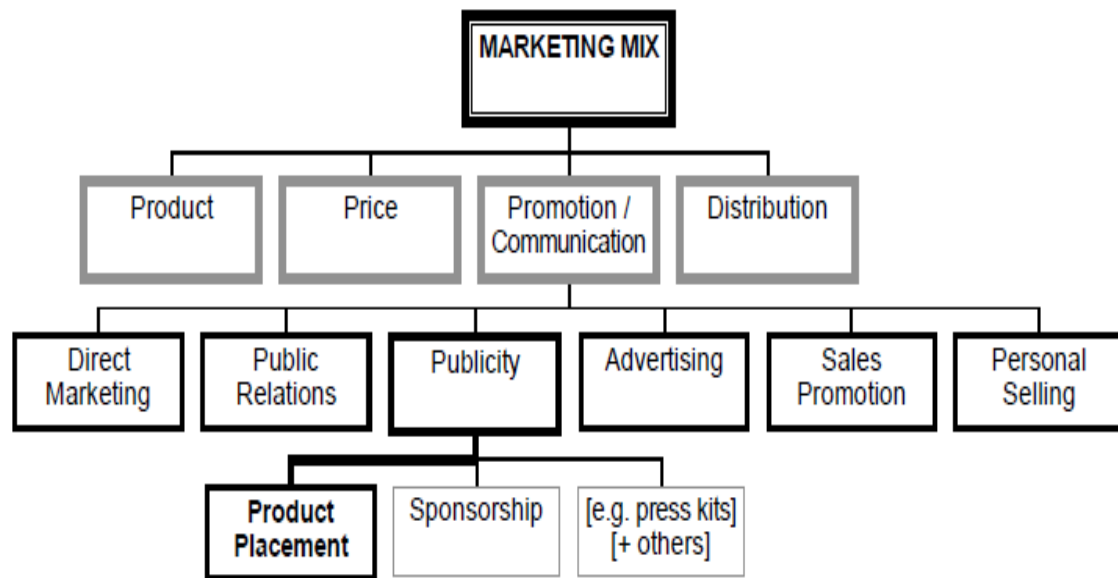 MARKETING MIX
Product
Price
Promotion /
Communication
Distribution
Direct
Marketing
Public
Relations
Publicity
Advertising
Sales
Promotion
Personal
Selling
Product
Placement
Sponsorship
[e.g. press kits]
[+ others]